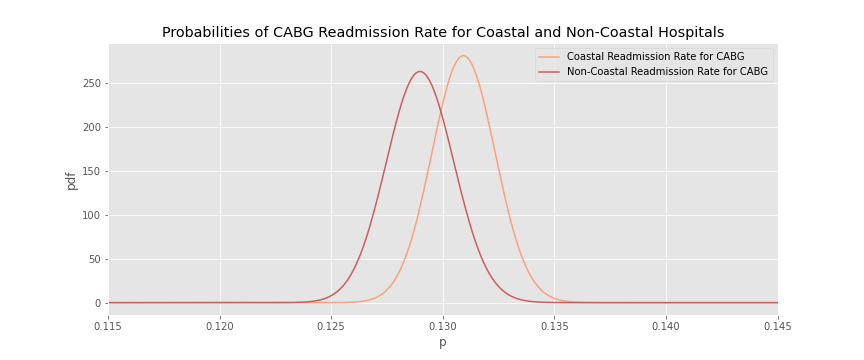 Probabilities of CABG Readmission Rate for Coastal and Non-Coastal Hospitals
Coastal Readmission Rate for CABG
Non-Coastal Readmission Rate for CABG
pdf
250
200
150
100
50
0
0.115 0.120 0.125 0.130 0.135 0.140 0.145
p